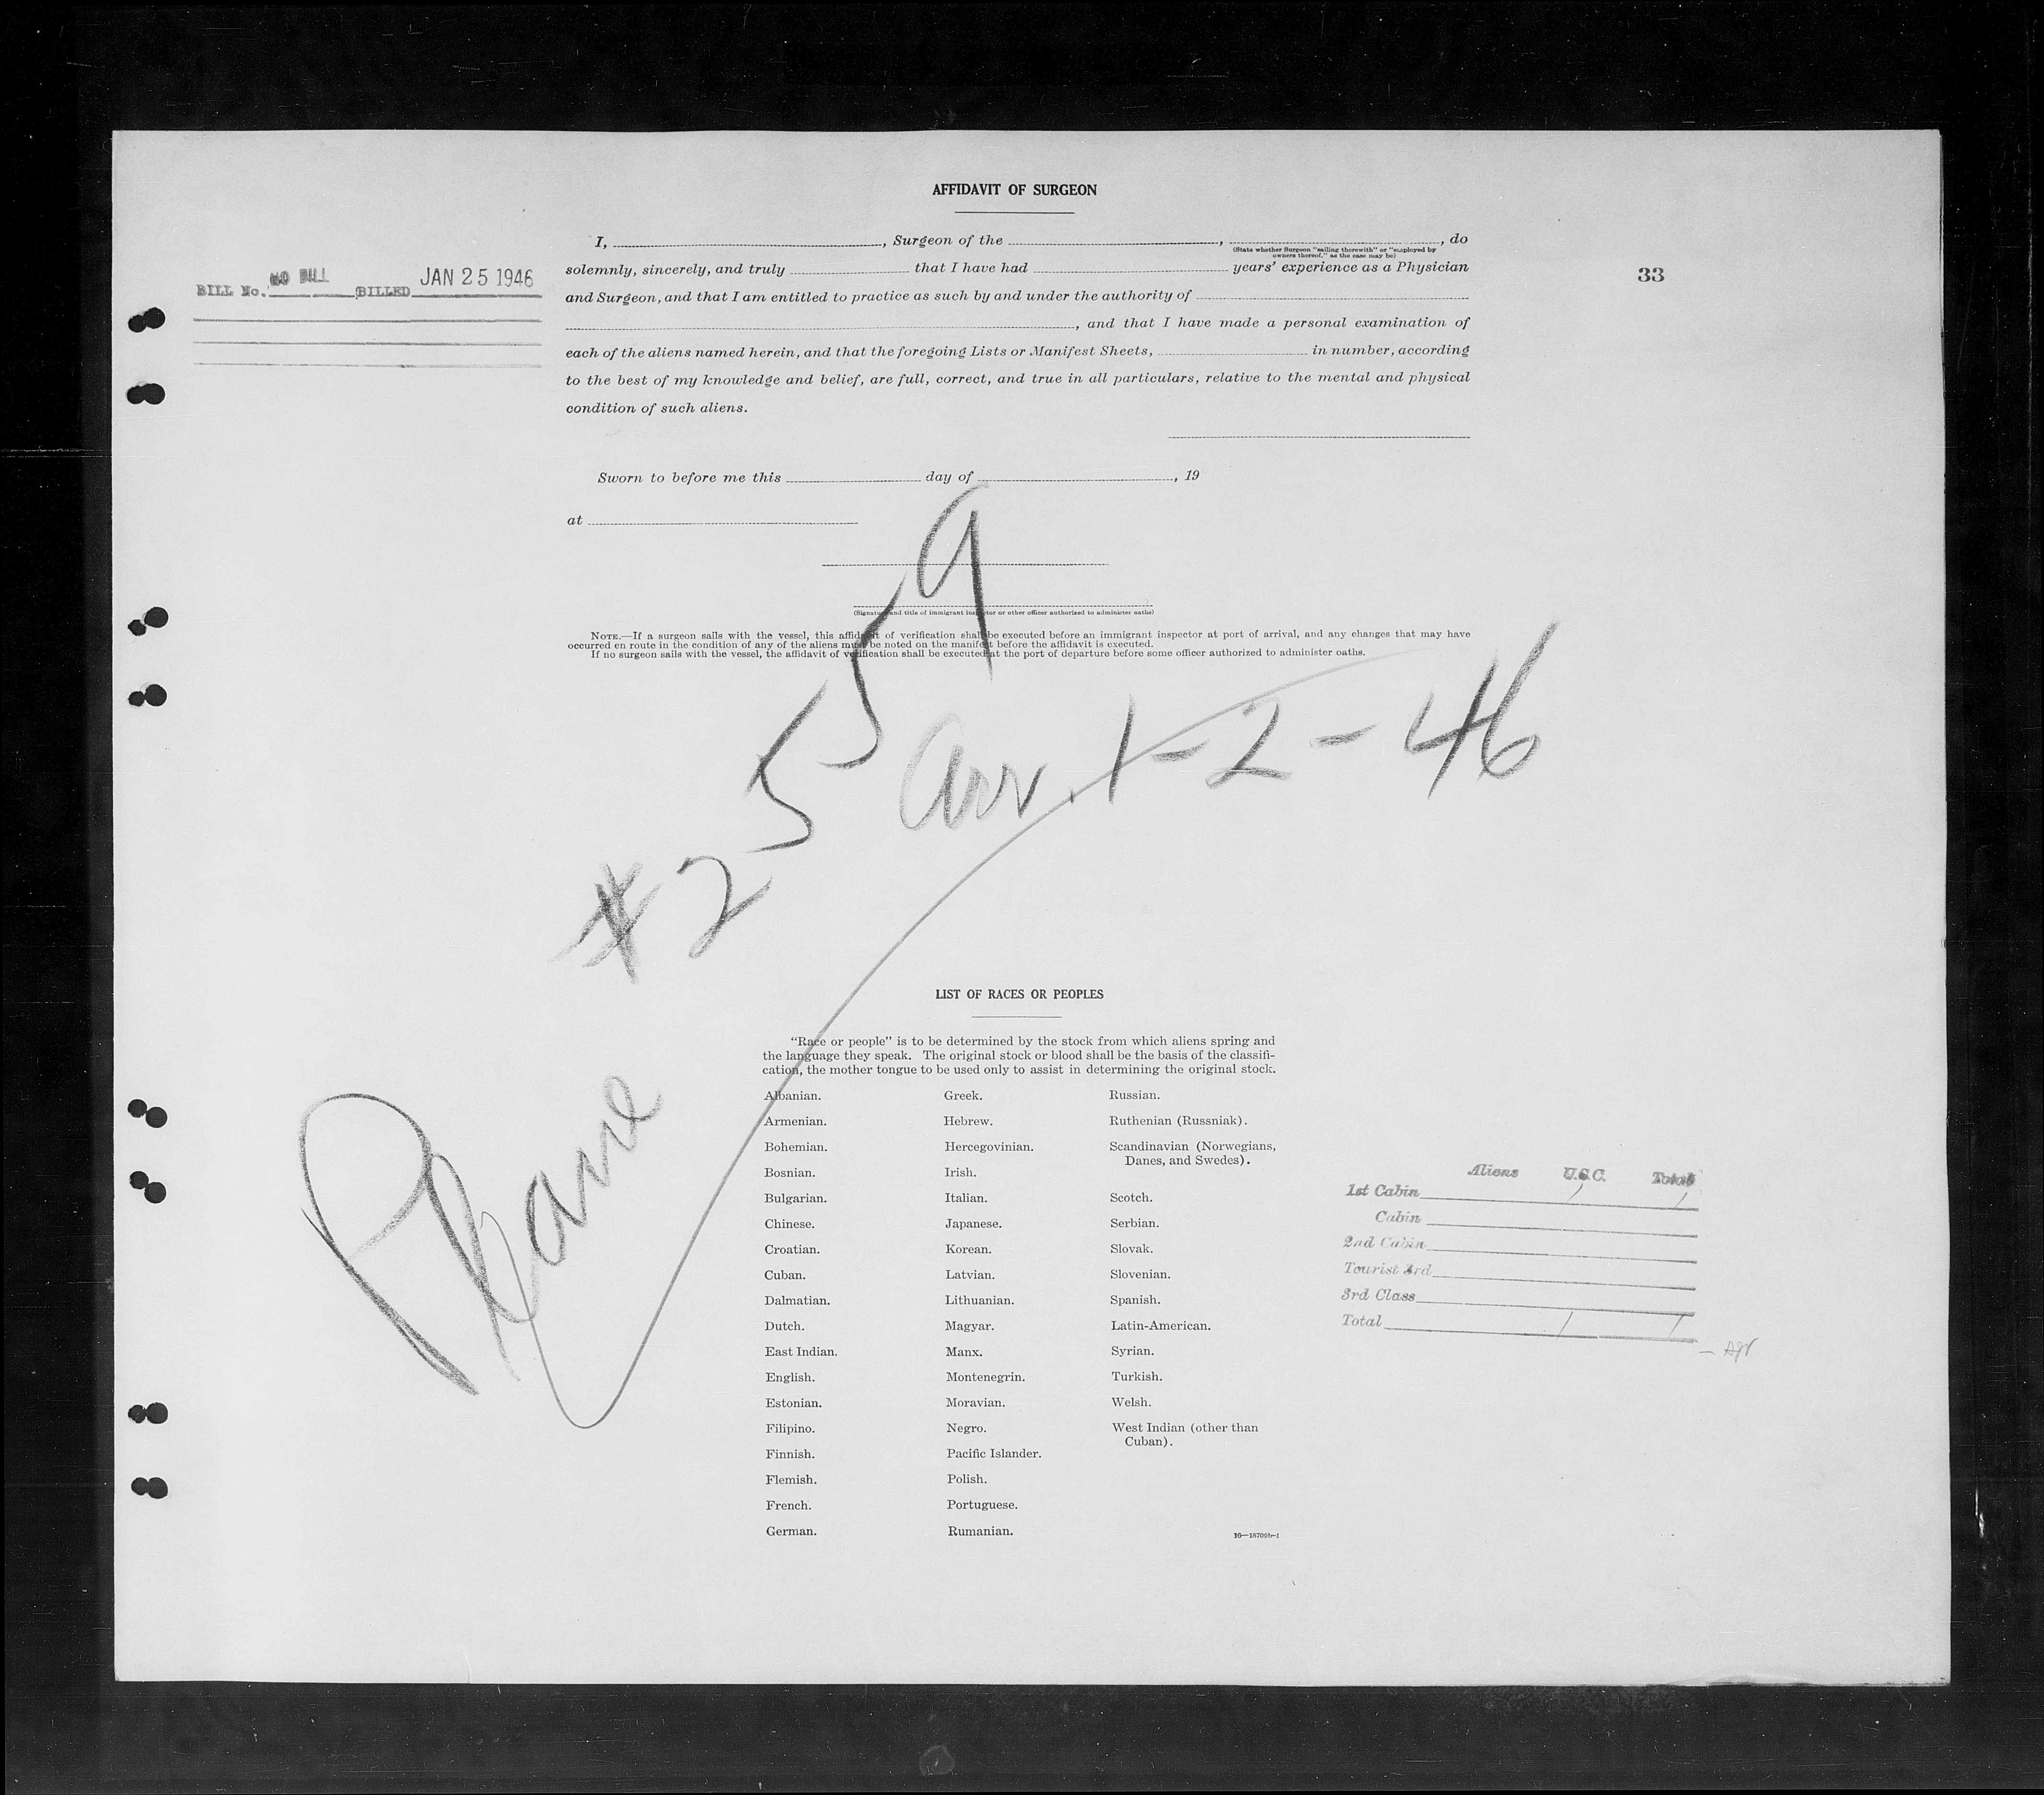 AFFIDAVIT OF SURGEON
I, , Surgeon of the , , do
(State whether Surgeon "sailing therewith" or "employed by
owners thereof," as the case may be)
solemnly, sincerely, and truly that I have had years' experience as a Physician
and Surgeon, and that I am entitled to practice as such by and under the authority of
, and that I have made a personal examination of
each of the aliens named herein, and that the foregoing Lists or Manifest Sheets, in number, according
to the best of my knowledge and belief, are full, correct, and true in all particulars, relative to the mental and physical
condition of such aliens.
BILL No. NO BILL BILLED JAN 25 1946
33
Sworn to before me this day of , 19
at
(Signature and title of immigrant inspector or other officer authorized to administer oaths)
NOTE.—If a surgeon sails with the vessel, this affidavit of verification shall be executed before an immigrant inspector at port of arrival, and any changes that may have
occurred en route in the condition of any of the aliens must be noted on the manifest before the affidavit is executed.
If no surgeon sails with the vessel, the affidavit of verification shall be executed at the port of departure before some officer authorized to administer oaths.
Plane #2559
arr. 1-2-46
LIST OF RACES OR PEOPLES
"Race or people" is to be determined by the stock from which aliens spring and
the language they speak. The original stock or blood shall be the basis of the classifi-
cation, the mother tongue to be used only to assist in determining the original stock.
Albanian.
Armenian.
Bohemian.
Bosnian.
Bulgarian.
Chinese.
Croatian.
Cuban.
Dalmatian.
Dutch.
East Indian.
English.
Estonian.
Filipino.
Finnish.
Flemish.
French.
German.
Greek.
Hebrew.
Hercegovinian.
Irish.
Italian.
Japanese.
Korean.
Latvian.
Lithuanian.
Magyar.
Manx.
Montenegrin.
Moravian.
Negro.
Pacific Islander.
Polish.
Portuguese.
Rumanian.
Russian.
Ruthenian (Russniak).
Scandinavian (Norwegians,
Danes, and Swedes).
Scotch.
Serbian.
Slovak.
Slovenian.
Spanish.
Latin-American.
Syrian.
Turkish.
Welsh.
West Indian (other than
Cuban).
16—18709b-1
Aliens U.S.C. Total
1st Cabin 1 1
Cabin
2nd Cabin
Tourist 3rd
3rd Class
Total 1 1